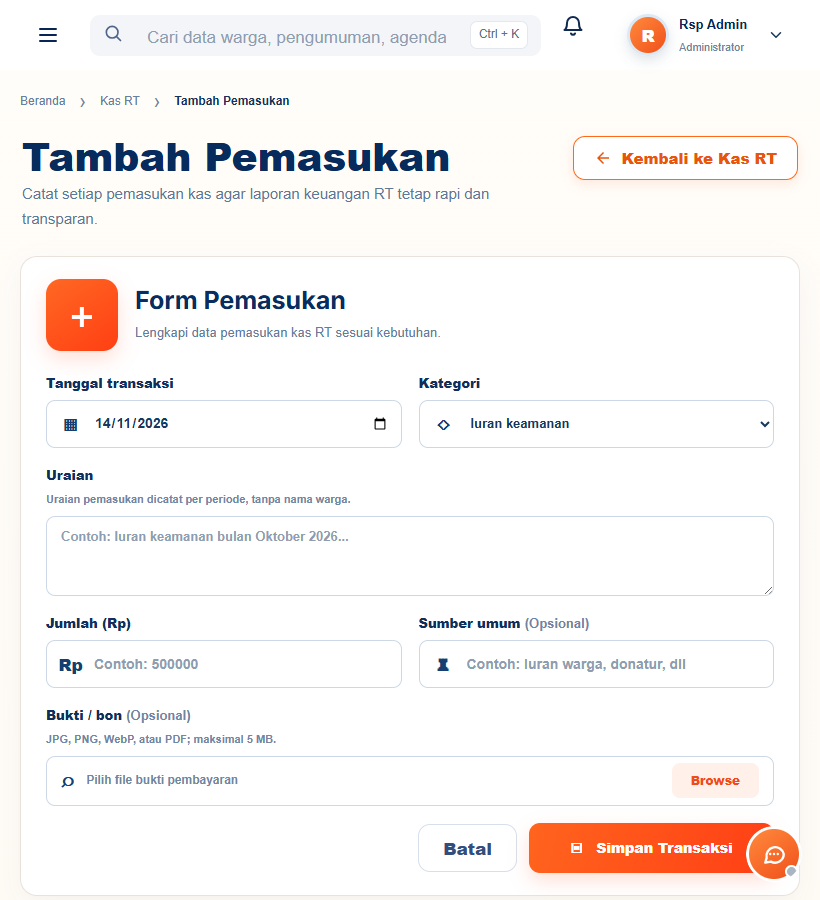 Cari data warga, pengumuman, agenda
Ctrl + K
R
Rsp Admin
Administrator
Beranda › Kas RT › Tambah Pemasukan
Tambah Pemasukan
← Kembali ke Kas RT
Catat setiap pemasukan kas agar laporan keuangan RT tetap rapi dan
transparan.
Form Pemasukan
Lengkapi data pemasukan kas RT sesuai kebutuhan.
Tanggal transaksi
Kategori
14/11/2026
Iuran keamanan
Uraian
Uraian pemasukan dicatat per periode, tanpa nama warga.
Contoh: Iuran keamanan bulan Oktober 2026...
Jumlah (Rp)
Sumber umum (Opsional)
Rp Contoh: 500000
Contoh: Iuran warga, donatur, dll
Bukti / bon (Opsional)
JPG, PNG, WebP, atau PDF; maksimal 5 MB.
Pilih file bukti pembayaran
Browse
Batal
Simpan Transaksi